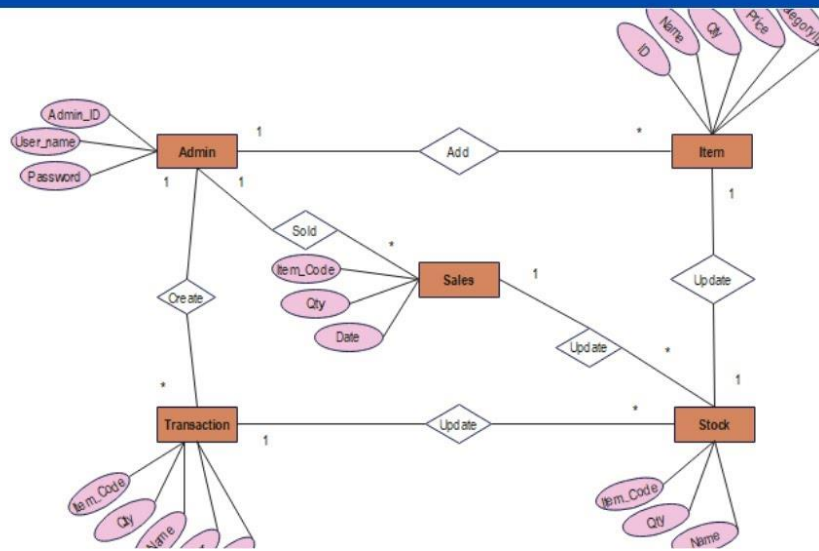 ID
Name
Qty
Price
Admin_ID
User_name
Password
Admin
1
Add
*
Item
1
1
1
Sold
*
Item_Code
Qty
Date
Sales
1
Update
Create
Update
*
*
1
Transaction
1
Update
*
Stock
Item_Code
Qty
Name
Item_Code
Qty
Name